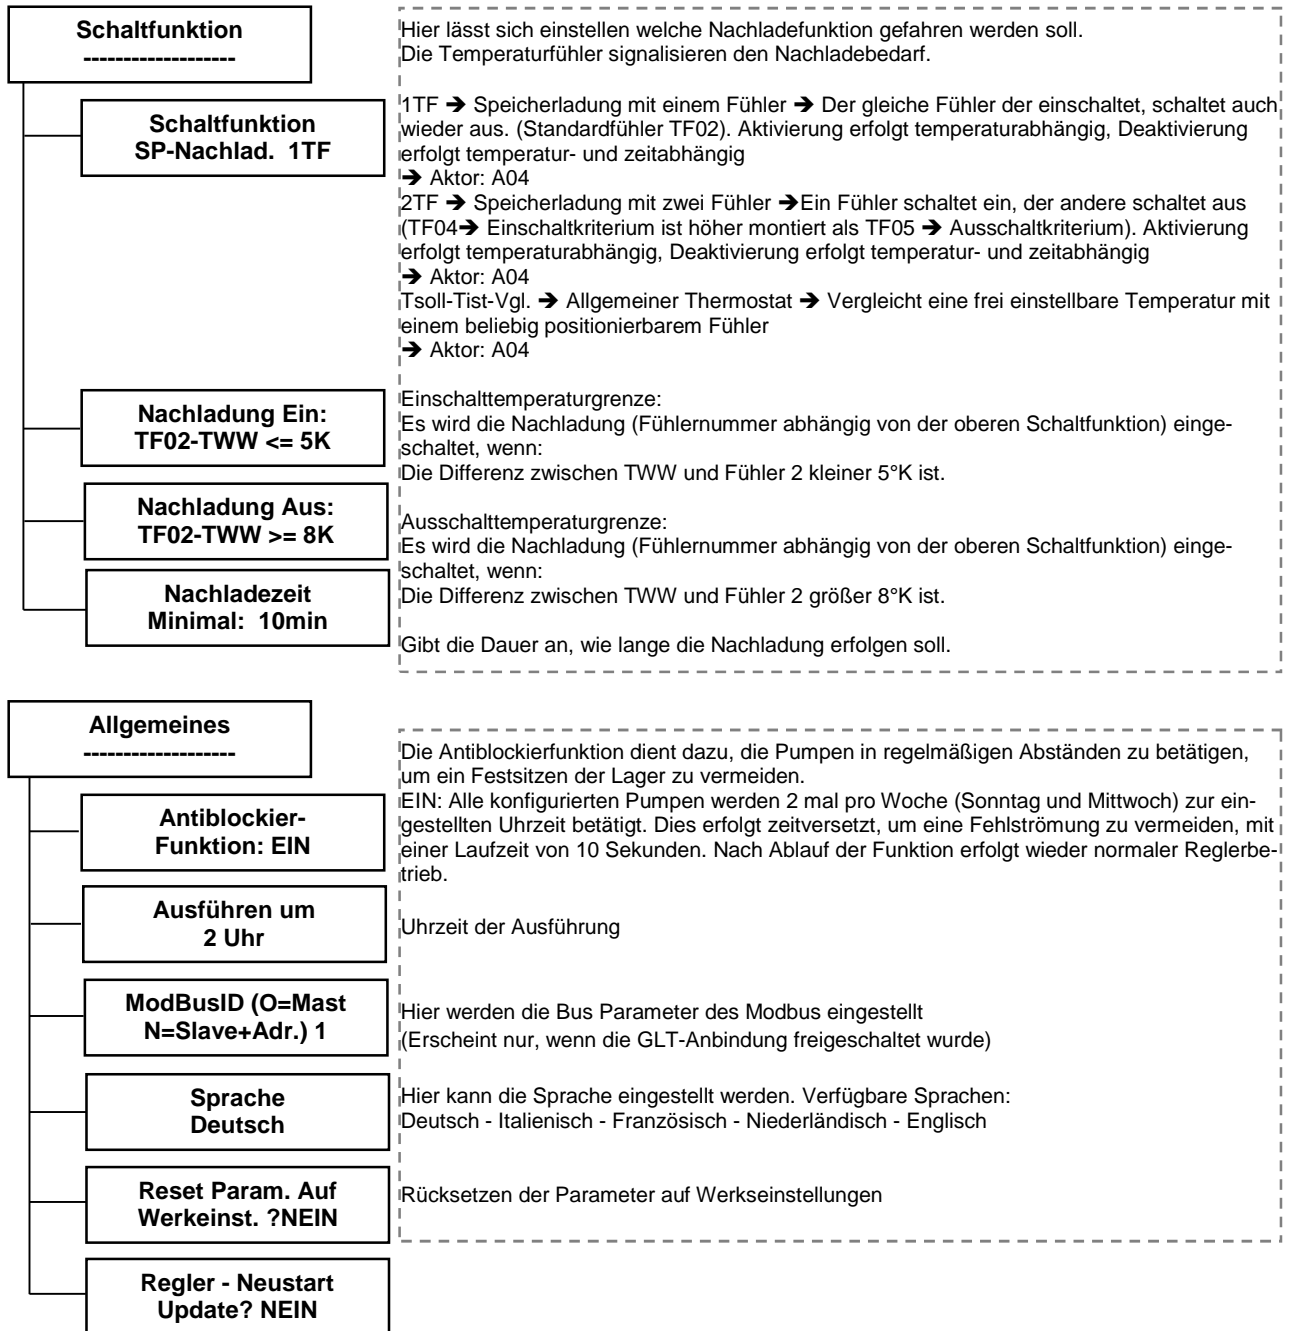 Schaltfunktion
-------------------
Hier lässt sich einstellen welche Nachladefunktion gefahren werden soll.
Die Temperaturfühler signalisieren den Nachladebedarf.
Schaltfunktion
SP-Nachlad. 1TF
1TF ➔ Speicherladung mit einem Fühler ➔ Der gleiche Fühler der einschaltet, schaltet auch
wieder aus. (Standardfühler TF02). Aktivierung erfolgt temperaturabhängig, Deaktivierung
erfolgt temperatur- und zeitabhängig
➔ Aktor: A04
2TF ➔ Speicherladung mit zwei Fühler ➔Ein Fühler schaltet ein, der andere schaltet aus
(TF04➔ Einschaltkriterium ist höher montiert als TF05 ➔ Ausschaltkriterium). Aktivierung
erfolgt temperaturabhängig, Deaktivierung erfolgt temperatur- und zeitabhängig
➔ Aktor: A04
Tsoll-Tist-Vgl. ➔ Allgemeiner Thermostat ➔ Vergleicht eine frei einstellbare Temperatur mit
einem beliebig positionierbarem Fühler
➔ Aktor: A04
Nachladung Ein:
TF02-TWW <= 5K
Einschalttemperaturgrenze:
Es wird die Nachladung (Fühlernummer abhängig von der oberen Schaltfunktion) einge-
schaltet, wenn:
Die Differenz zwischen TWW und Fühler 2 kleiner 5°K ist.
Nachladung Aus:
TF02-TWW >= 8K
Ausschalttemperaturgrenze:
Es wird die Nachladung (Fühlernummer abhängig von der oberen Schaltfunktion) einge-
schaltet, wenn:
Die Differenz zwischen TWW und Fühler 2 größer 8°K ist.
Nachladezeit
Minimal: 10min
Gibt die Dauer an, wie lange die Nachladung erfolgen soll.
Allgemeines
-------------------
Die Antiblockierfunktion dient dazu, die Pumpen in regelmäßigen Abständen zu betätigen,
um ein Festsitzen der Lager zu vermeiden.
Antiblockier-
Funktion: EIN
EIN: Alle konfigurierten Pumpen werden 2 mal pro Woche (Sonntag und Mittwoch) zur ein-
gestellten Uhrzeit betätigt. Dies erfolgt zeitversetzt, um eine Fehlströmung zu vermeiden, mit
einer Laufzeit von 10 Sekunden. Nach Ablauf der Funktion erfolgt wieder normaler Reglerbe-
trieb.
Ausführen um
2 Uhr
Uhrzeit der Ausführung
ModBusID (O=Mast
N=Slave+Adr.) 1
Hier werden die Bus Parameter des Modbus eingestellt
(Erscheint nur, wenn die GLT-Anbindung freigeschaltet wurde)
Sprache
Deutsch
Hier kann die Sprache eingestellt werden. Verfügbare Sprachen:
Deutsch - Italienisch - Französisch - Niederländisch - Englisch
Reset Param. Auf
Werkeinst. ?NEIN
Rücksetzen der Parameter auf Werkseinstellungen
Regler - Neustart
Update? NEIN